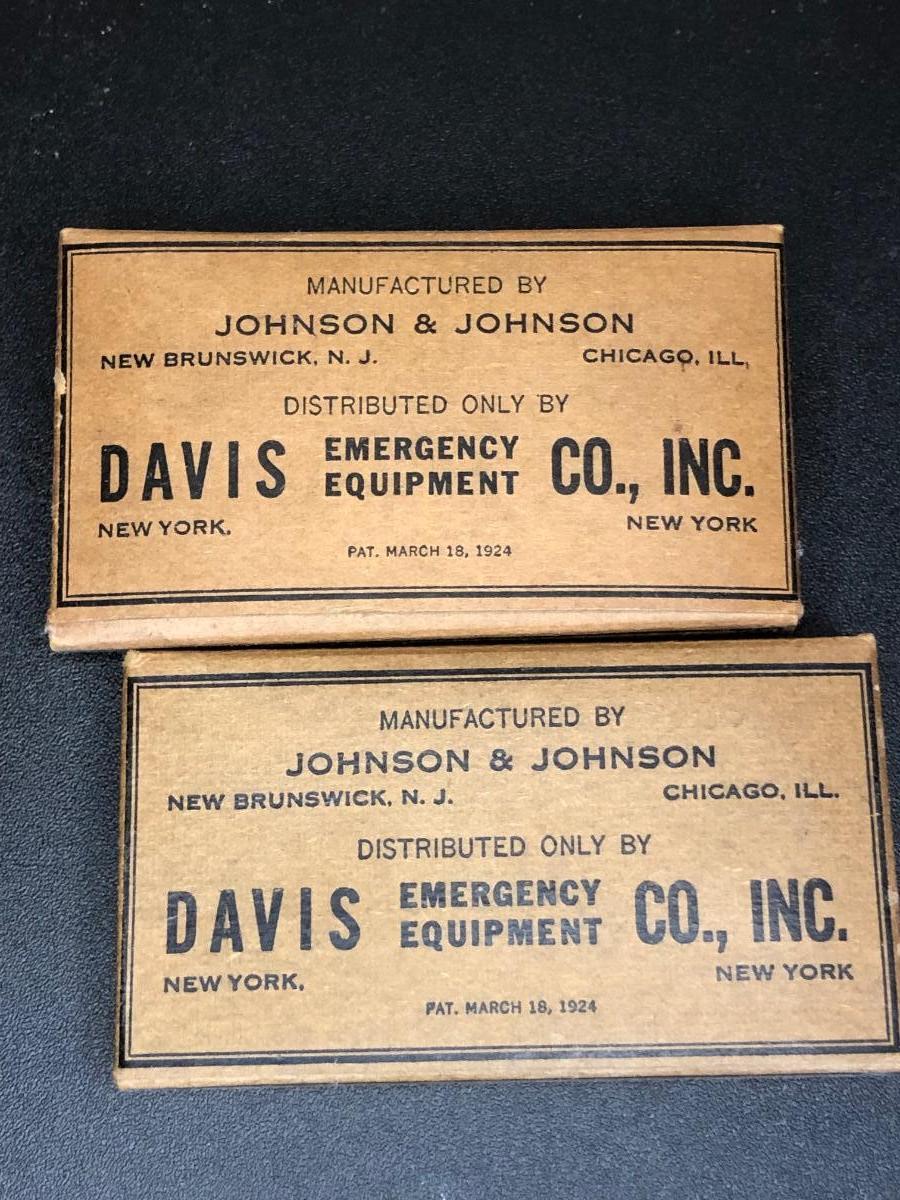 MANUFACTURED BY
JOHNSON & JOHNSON
NEW BRUNSWICK, N. J. CHICAGO, ILL.
DISTRIBUTED ONLY BY
DAVIS EMERGENCY EQUIPMENT CO., INC.
NEW YORK. NEW YORK
PAT. MARCH 18, 1924
MANUFACTURED BY
JOHNSON & JOHNSON
NEW BRUNSWICK, N. J. CHICAGO, ILL.
DISTRIBUTED ONLY BY
DAVIS EMERGENCY EQUIPMENT CO., INC.
NEW YORK. NEW YORK
PAT. MARCH 18, 1924